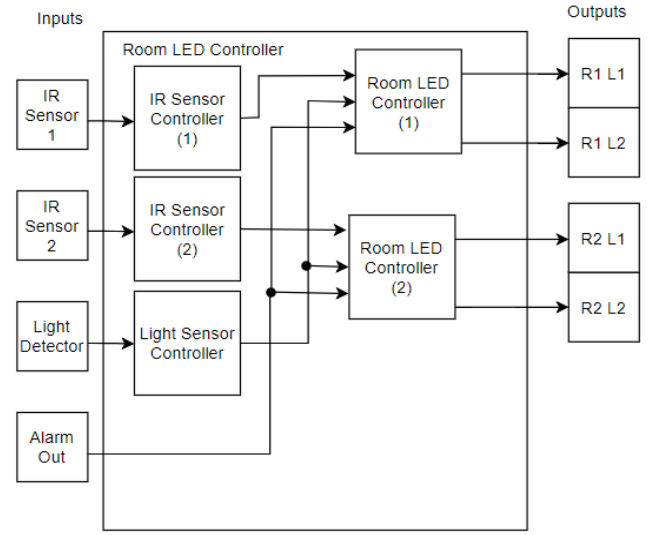 Inputs
Outputs
Room LED Controller
IR
Sensor
1
IR Sensor
Controller
(1)
Room LED
Controller
(1)
R1 L1
R1 L2
IR
Sensor
2
IR Sensor
Controller
(2)
Room LED
Controller
(2)
R2 L1
R2 L2
Light
Detector
Light Sensor
Controller
Alarm
Out